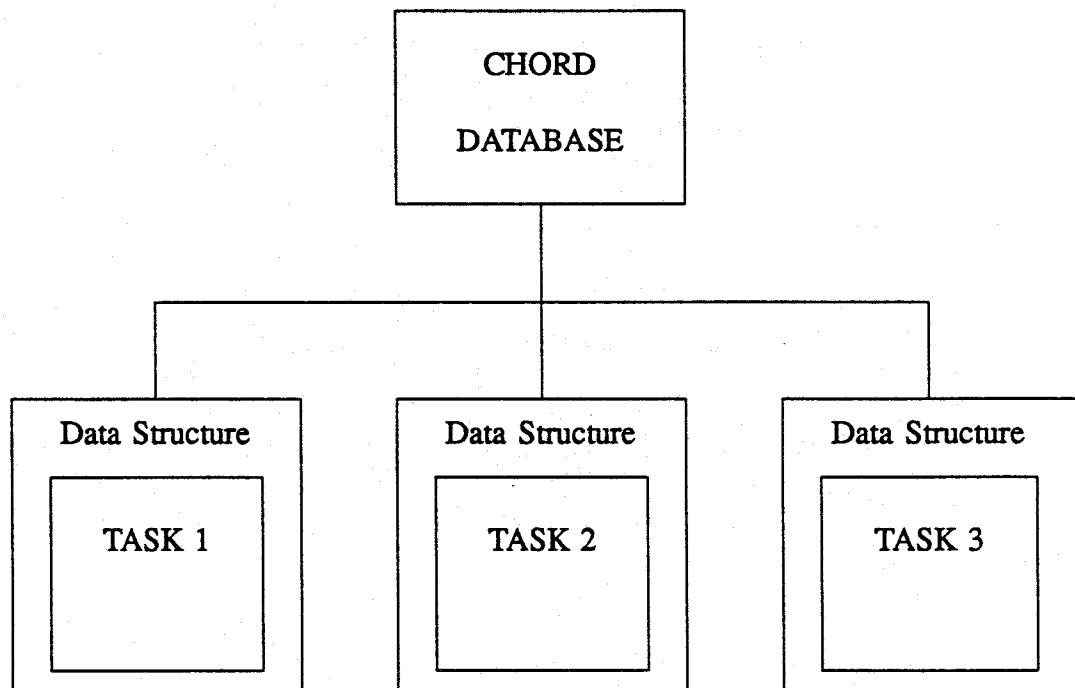 CHORD
DATABASE
Data Structure
Data Structure
Data Structure
TASK 1
TASK 2
TASK 3